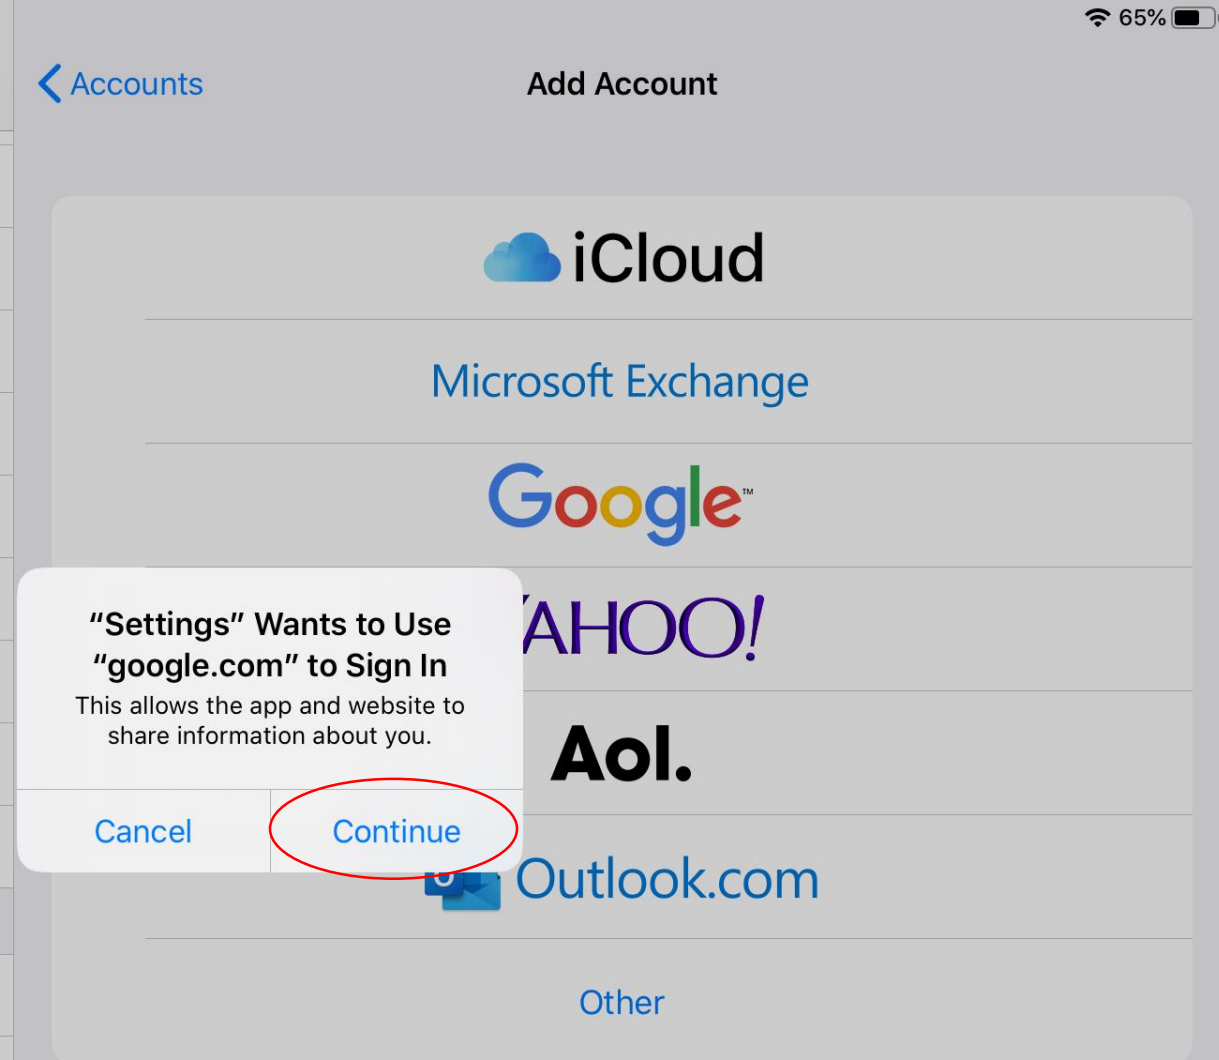 65%
Accounts
Add Account
iCloud
Microsoft Exchange
Google™
AHOO!
Aol.
Outlook.com
Other
“Settings” Wants to Use
“google.com” to Sign In
This allows the app and website to
share information about you.
Cancel Continue